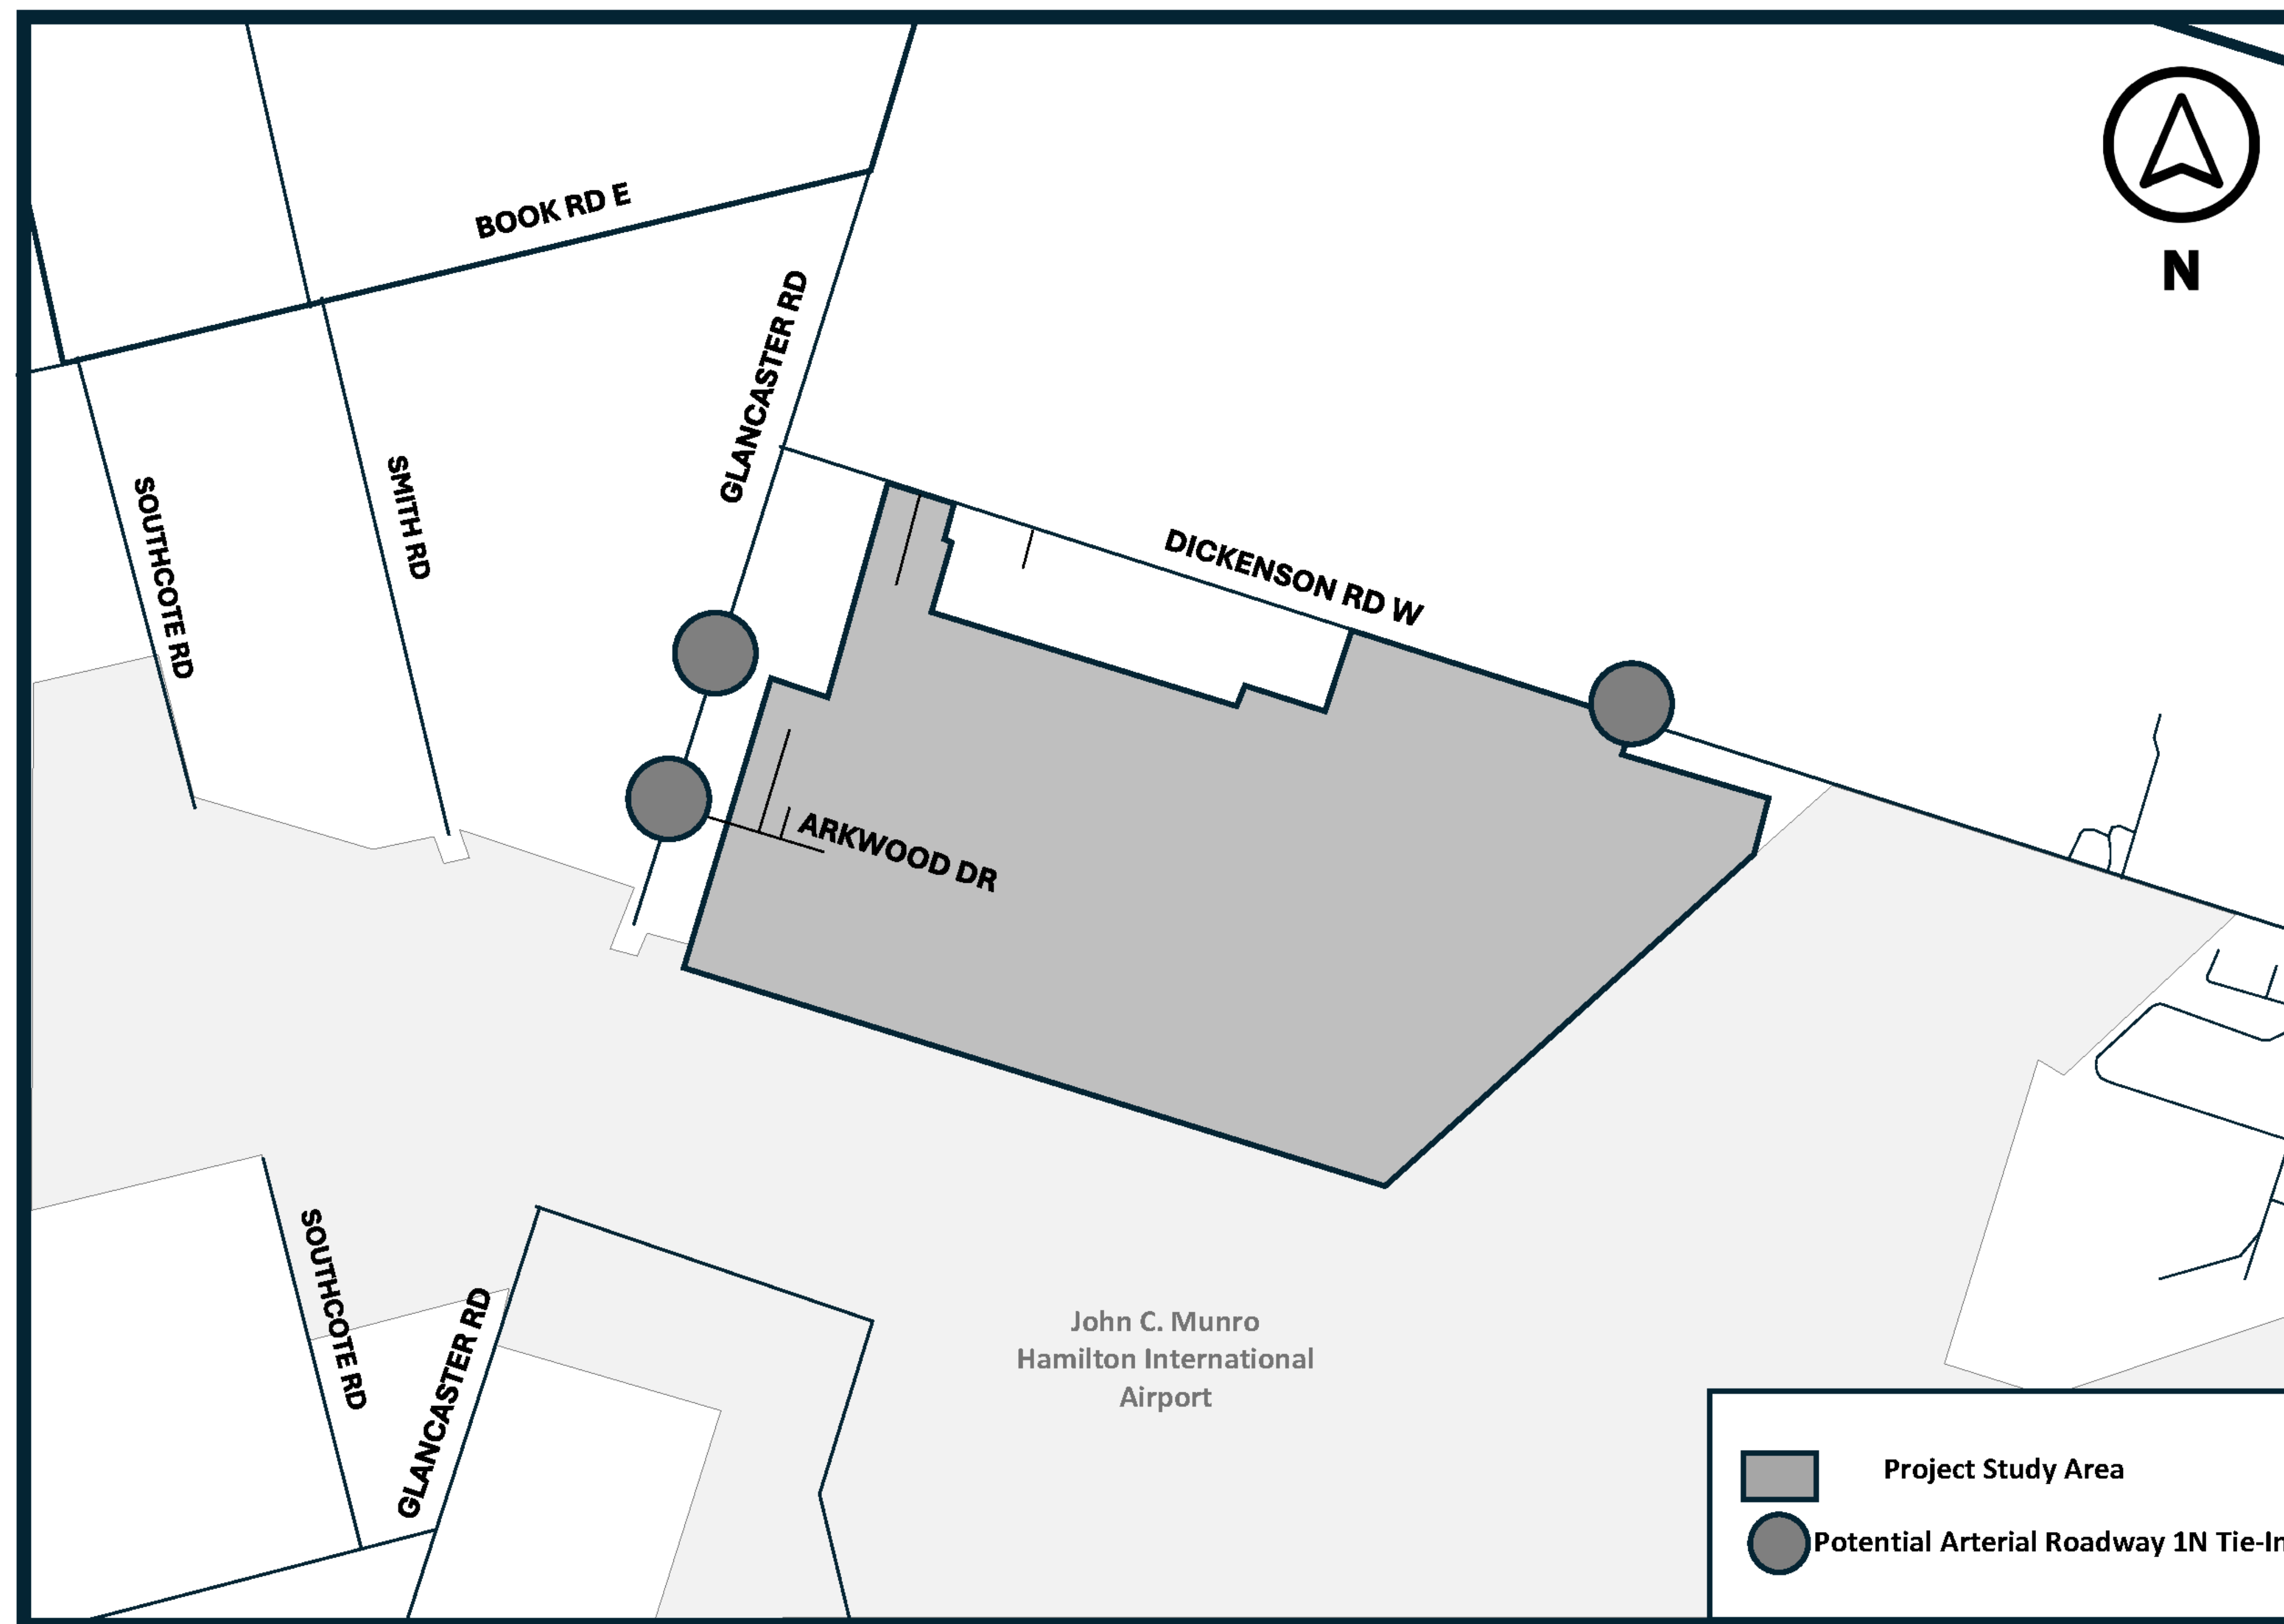 BOOK RD E
N
GLANCASTER RD
SOUTHCOTE RD
SMITH RD
DICKENSON RD W
ARKWOOD DR
SOUTHCOTE RD
GLANCASTER RD
John C. Munro
Hamilton International
Airport
Project Study Area
Potential Arterial Roadway 1N Tie-In